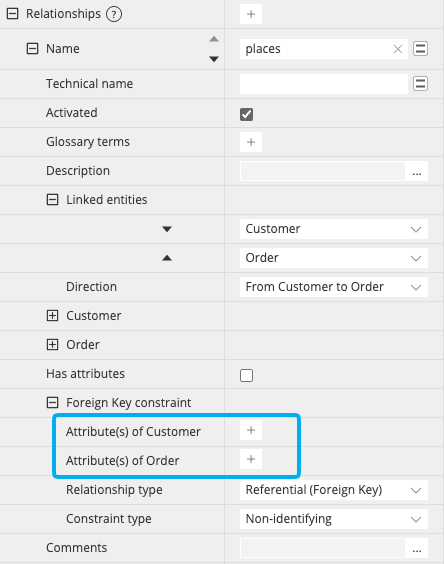 Relationships ?
Name places
Technical name
Activated
Glossary terms
Description ...
Linked entities
Customer
Order
Direction From Customer to Order
Customer
Order
Has attributes
Foreign Key constraint
Attribute(s) of Customer
Attribute(s) of Order
Relationship type Referential (Foreign Key)
Constraint type Non-identifying
Comments ...